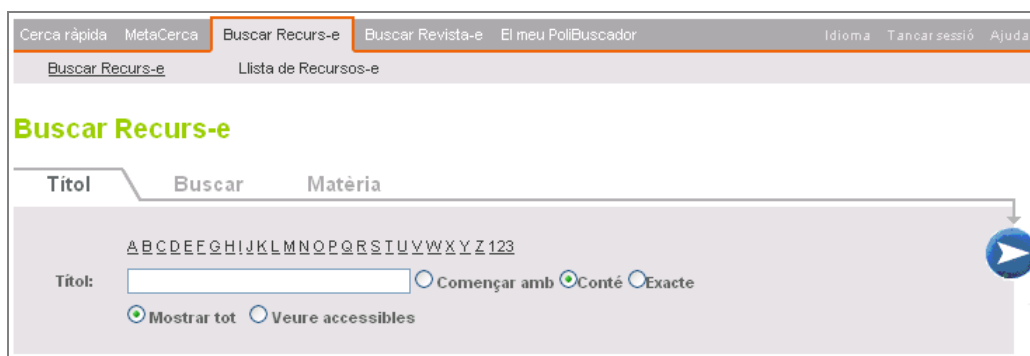 Cerca ràpida MetaCerca Buscar Recurs-e Buscar Revista-e El meu PoliBuscador Idioma Tancar sessió Ajuda
Buscar Recurs-e Llista de Recursos-e
Buscar Recurs-e
Títol Buscar Matèria
A B C D E F G H I J K L M N O P Q R S T U V W X Y Z 123
Títol: Començar amb Conté Exacte
Mostrar tot Veure accessibles